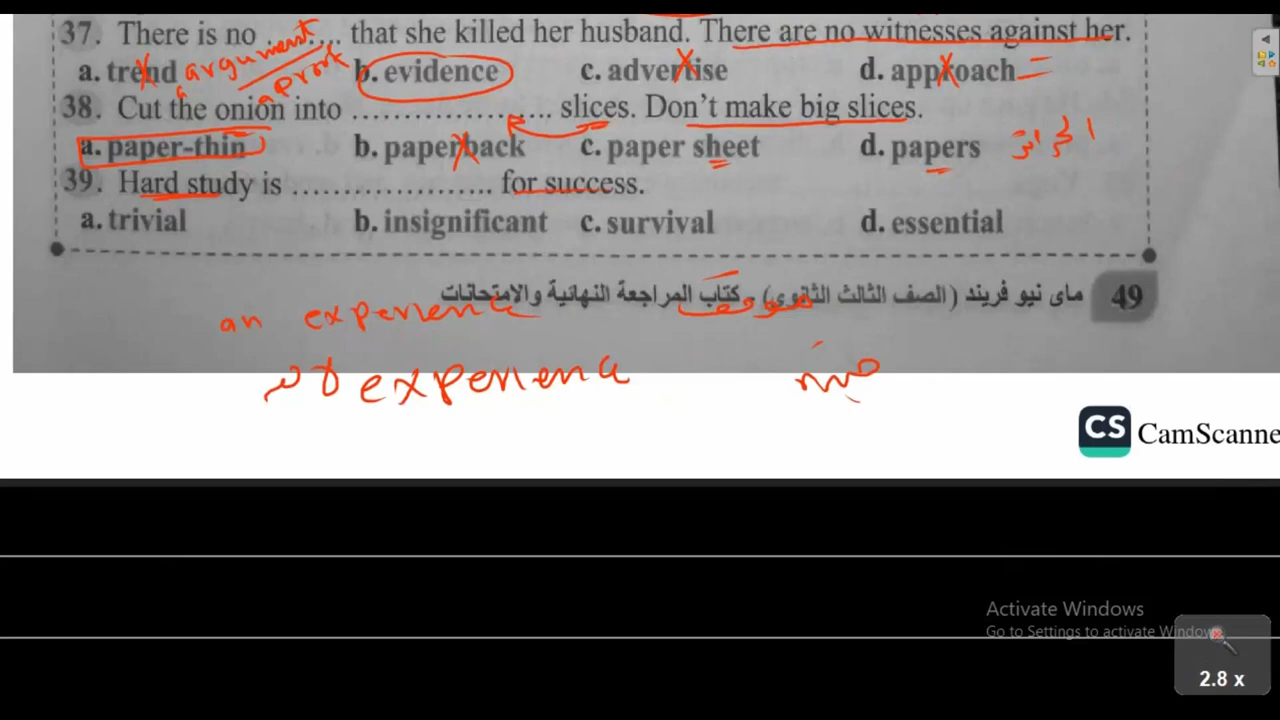 37. There is no ........... that she killed her husband. There are no witnesses against her.
argument
a. trend b. evidence c. advertise d. approach
a proof
38. Cut the onion into ...................... slices. Don't make big slices.
a. paper-thin b. paperback c. paper sheet d. papers
39. Hard study is ...................... for success.
a. trivial b. insignificant c. survival d. essential
ماى نيو فريند (الصف الثالث الثانوى) - كتاب المراجعة النهائية والامتحانات 49
an experience موقف
experience خبرة
CS CamScanne
Activate Windows
Go to Settings to activate Windows.
2.8 x